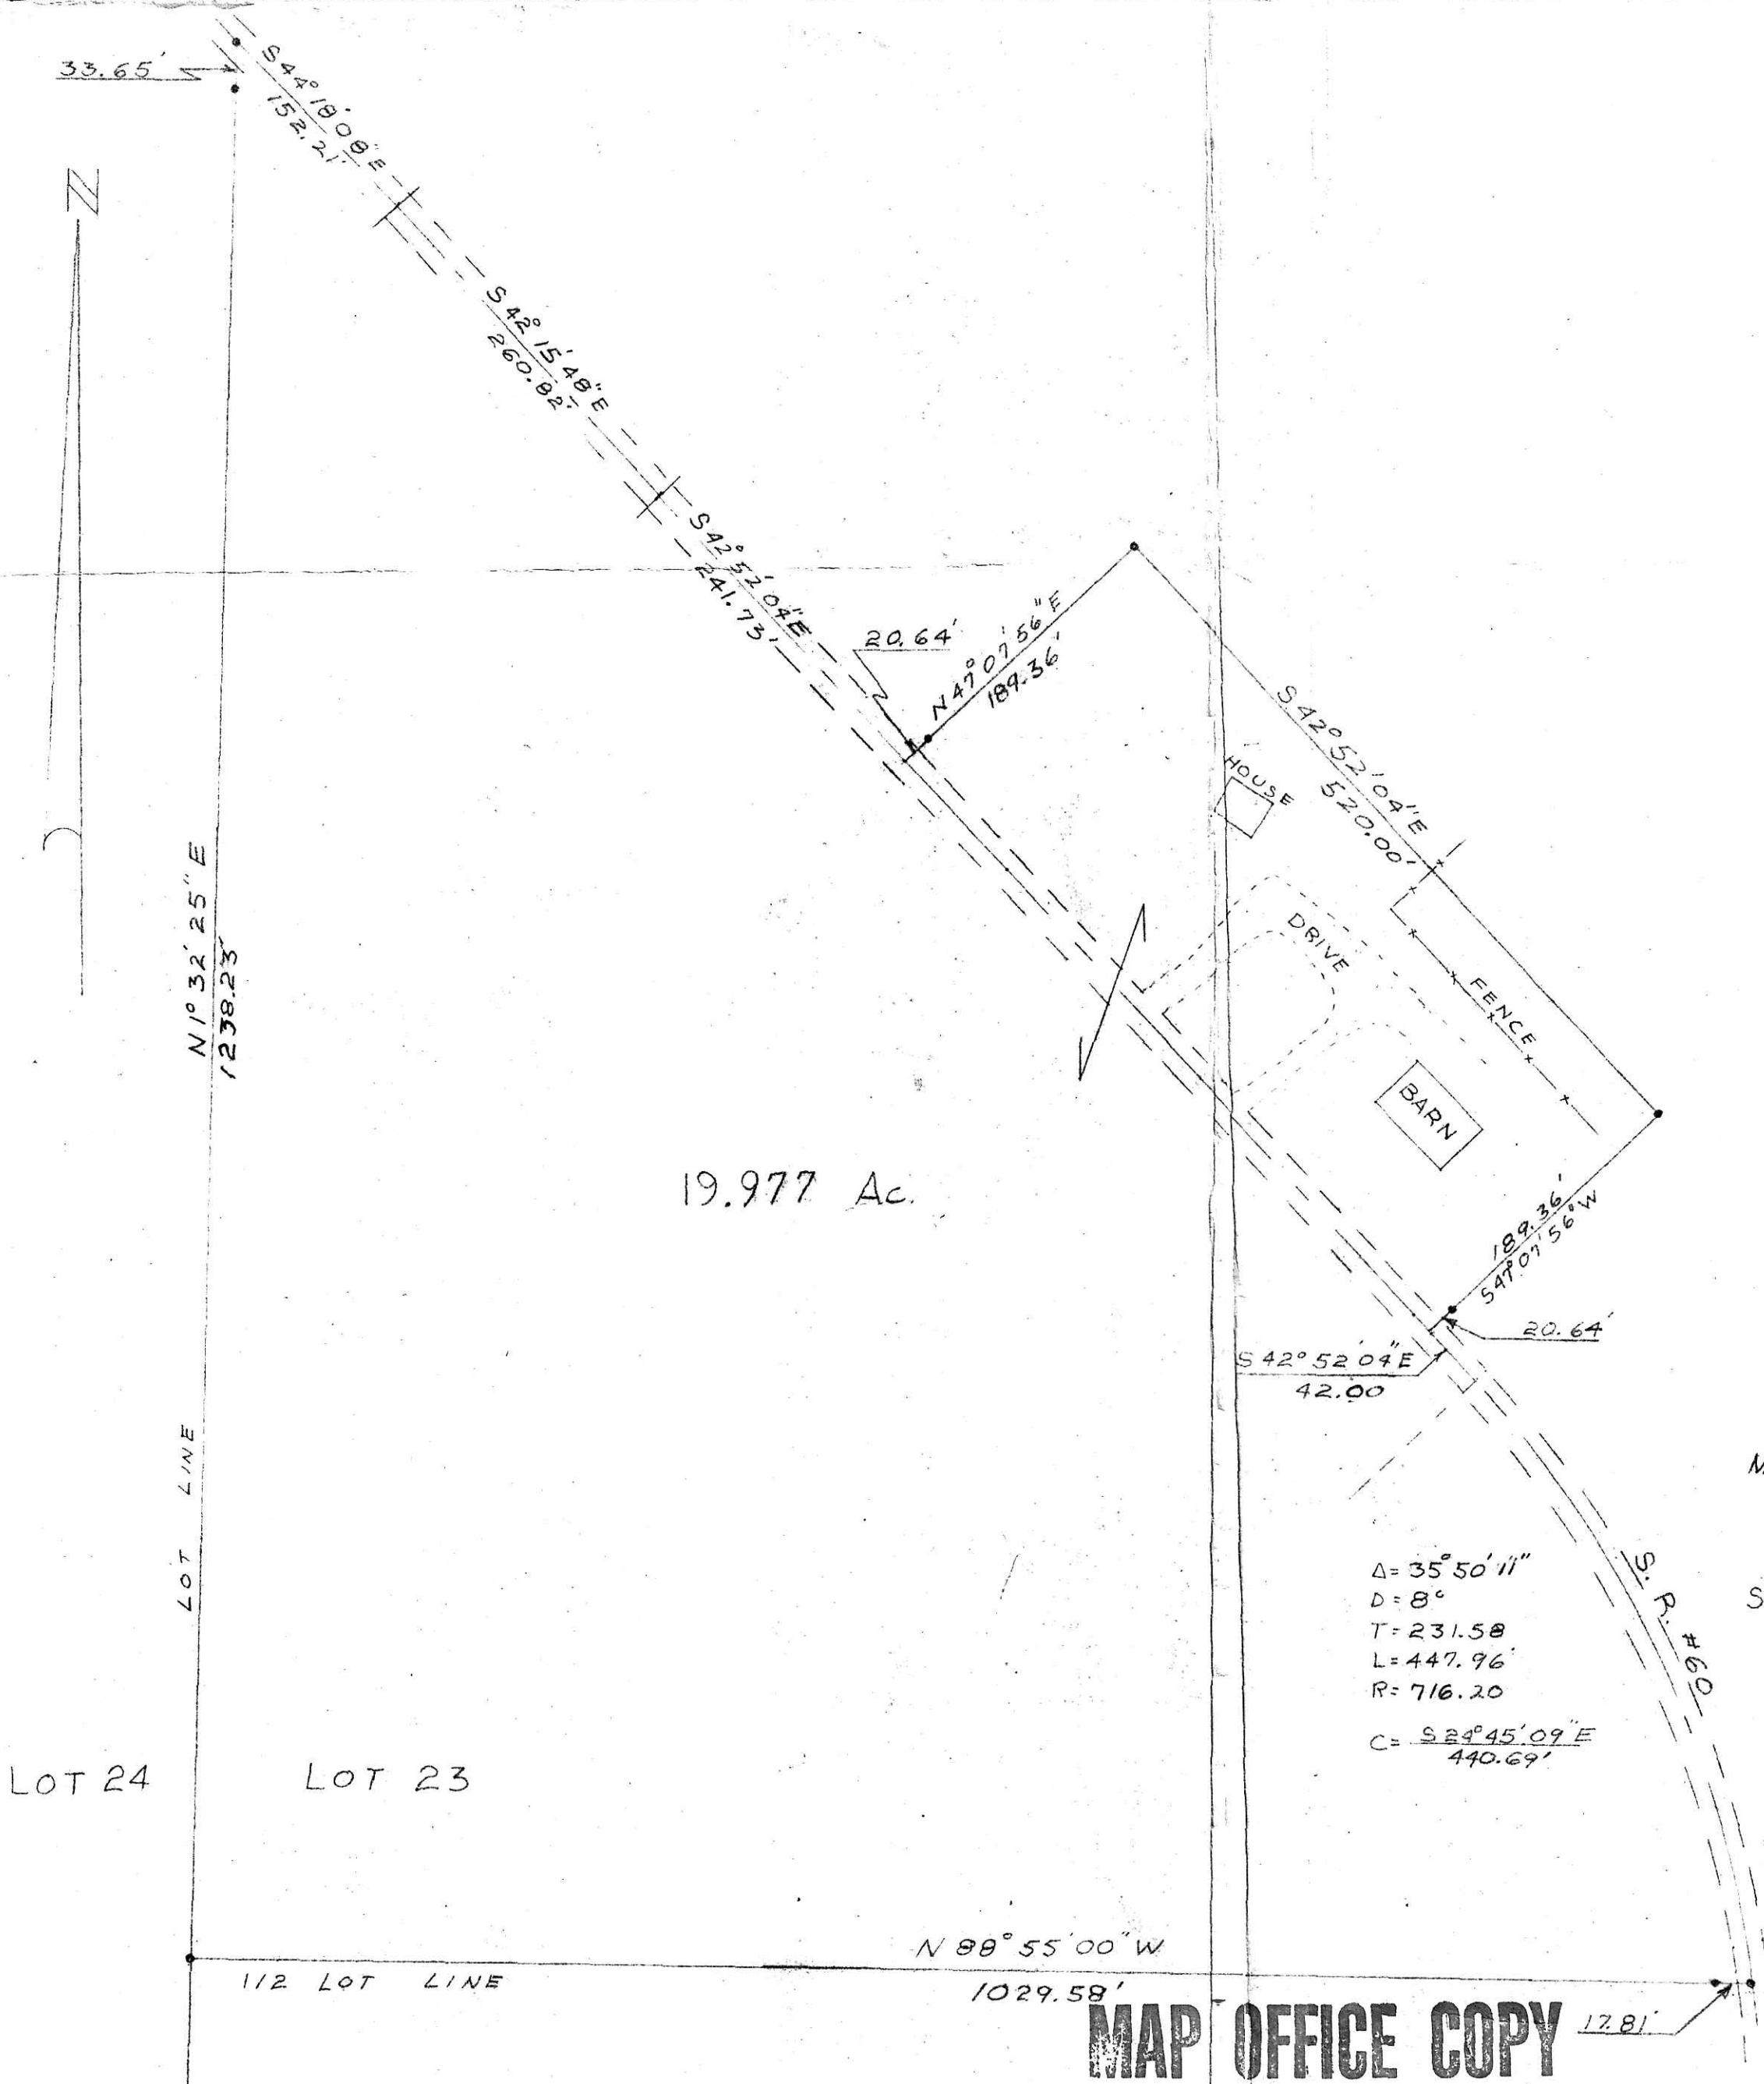 33.65'
S 44° 18' 08" E
152.21'
N
S 42° 15' 48" E
260.82'
S 42° 52' 04" E
241.73'
20.64'
N 47° 07' 56" E
189.36'
S 42° 52' 04" E
520.00'
HOUSE
DRIVE
FENCE
BARN
N 1° 32' 25" E
1238.23'
19.977 Ac.
189.36'
S 47° 07' 56" W
20.64'
S 42° 52' 04" E
42.00
LOT LINE
Δ= 35° 50' 11"
D = 8°
T = 231.58
L = 447.96'
R = 716.20
C = S 24° 45' 09" E
440.69'
S. R. #60
LOT 24
LOT 23
N 88° 55' 00" W
1/2 LOT LINE
1029.58'
MAP OFFICE COPY
17.81'